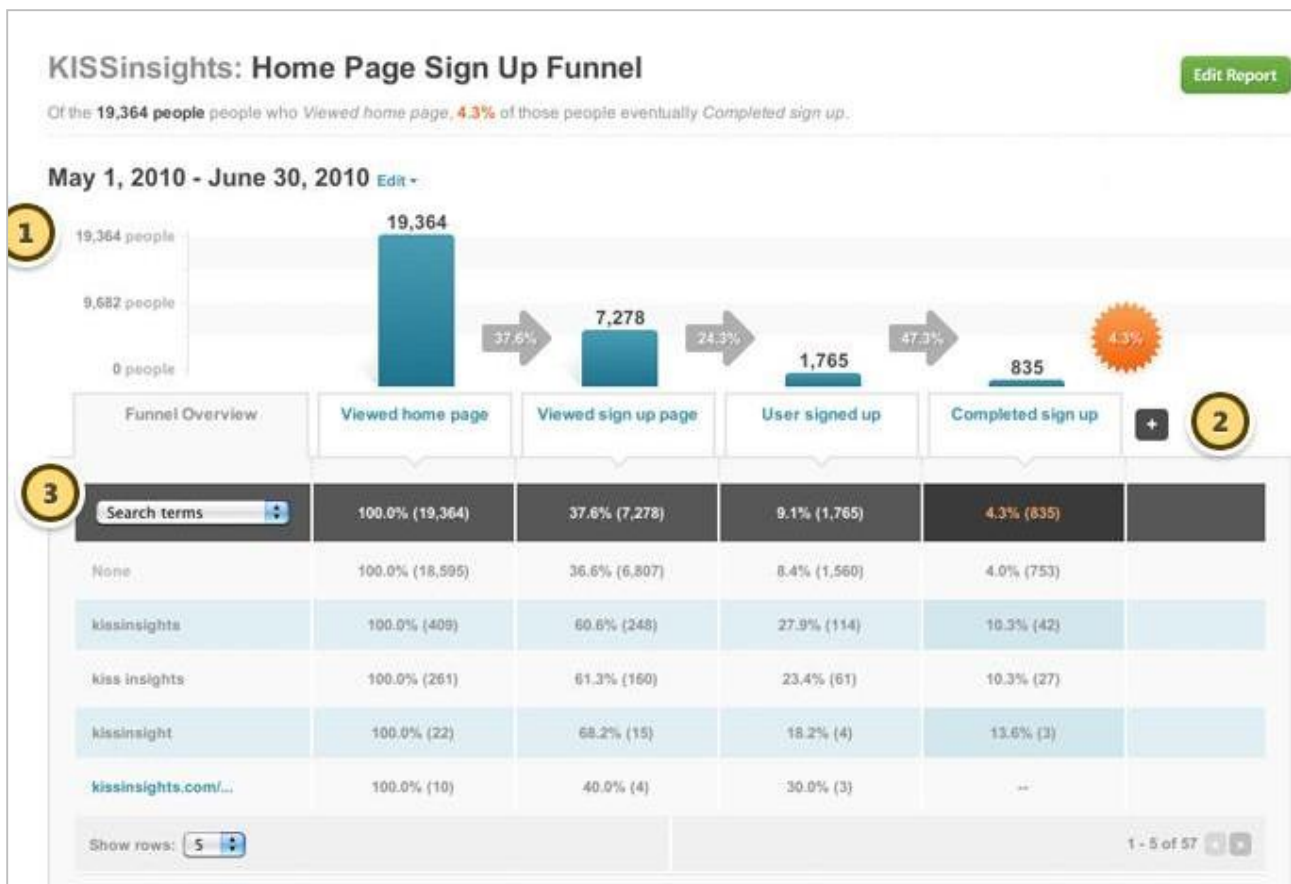 KISSinsights: Home Page Sign Up Funnel
Edit Report
Of the 19,364 people people who Viewed home page, 4.3% of those people eventually Completed sign up.
May 1, 2010 - June 30, 2010 Edit
1
19,364 people
9,682 people
0 people
19,364
37.6%
7,278
24.3%
1,765
47.3%
835
4.3%
Funnel Overview Viewed home page Viewed sign up page User signed up Completed sign up + 2
3
Search terms 100.0% (19,364) 37.6% (7,278) 9.1% (1,765) 4.3% (835)
None 100.0% (18,595) 36.6% (6,807) 8.4% (1,560) 4.0% (753)
kissinsights 100.0% (409) 60.6% (248) 27.9% (114) 10.3% (42)
kiss insights 100.0% (261) 61.3% (160) 23.4% (61) 10.3% (27)
kissinsight 100.0% (22) 68.2% (15) 18.2% (4) 13.6% (3)
kissinsights.com/... 100.0% (10) 40.0% (4) 30.0% (3) --
Show rows: 5 1 - 5 of 57